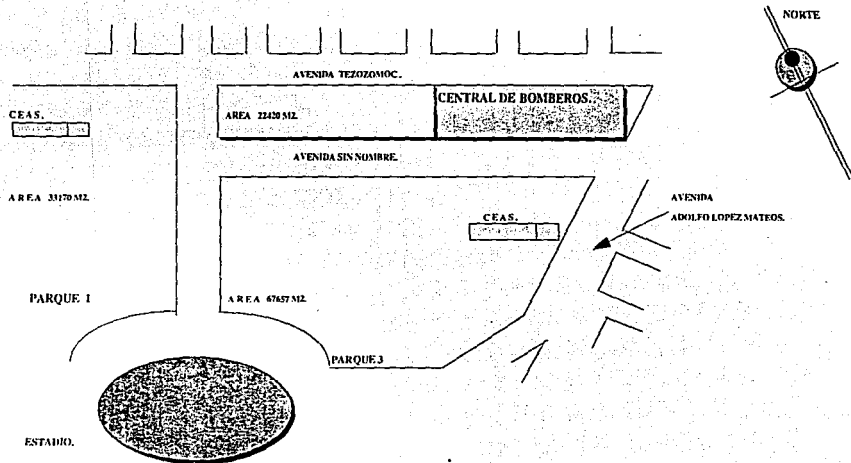 NORTE
AVENIDA TEZOZOMOC.
CEAS.
AREA 22420 M2.
CENTRAL DE BOMBEROS.
AVENIDA SIN NOMBRE.
AREA 33170 M2.
AVENIDA
ADOLFO LOPEZ MATEOS.
CEAS.
PARQUE 1
AREA 67657 M2.
PARQUE 3
ESTADIO.